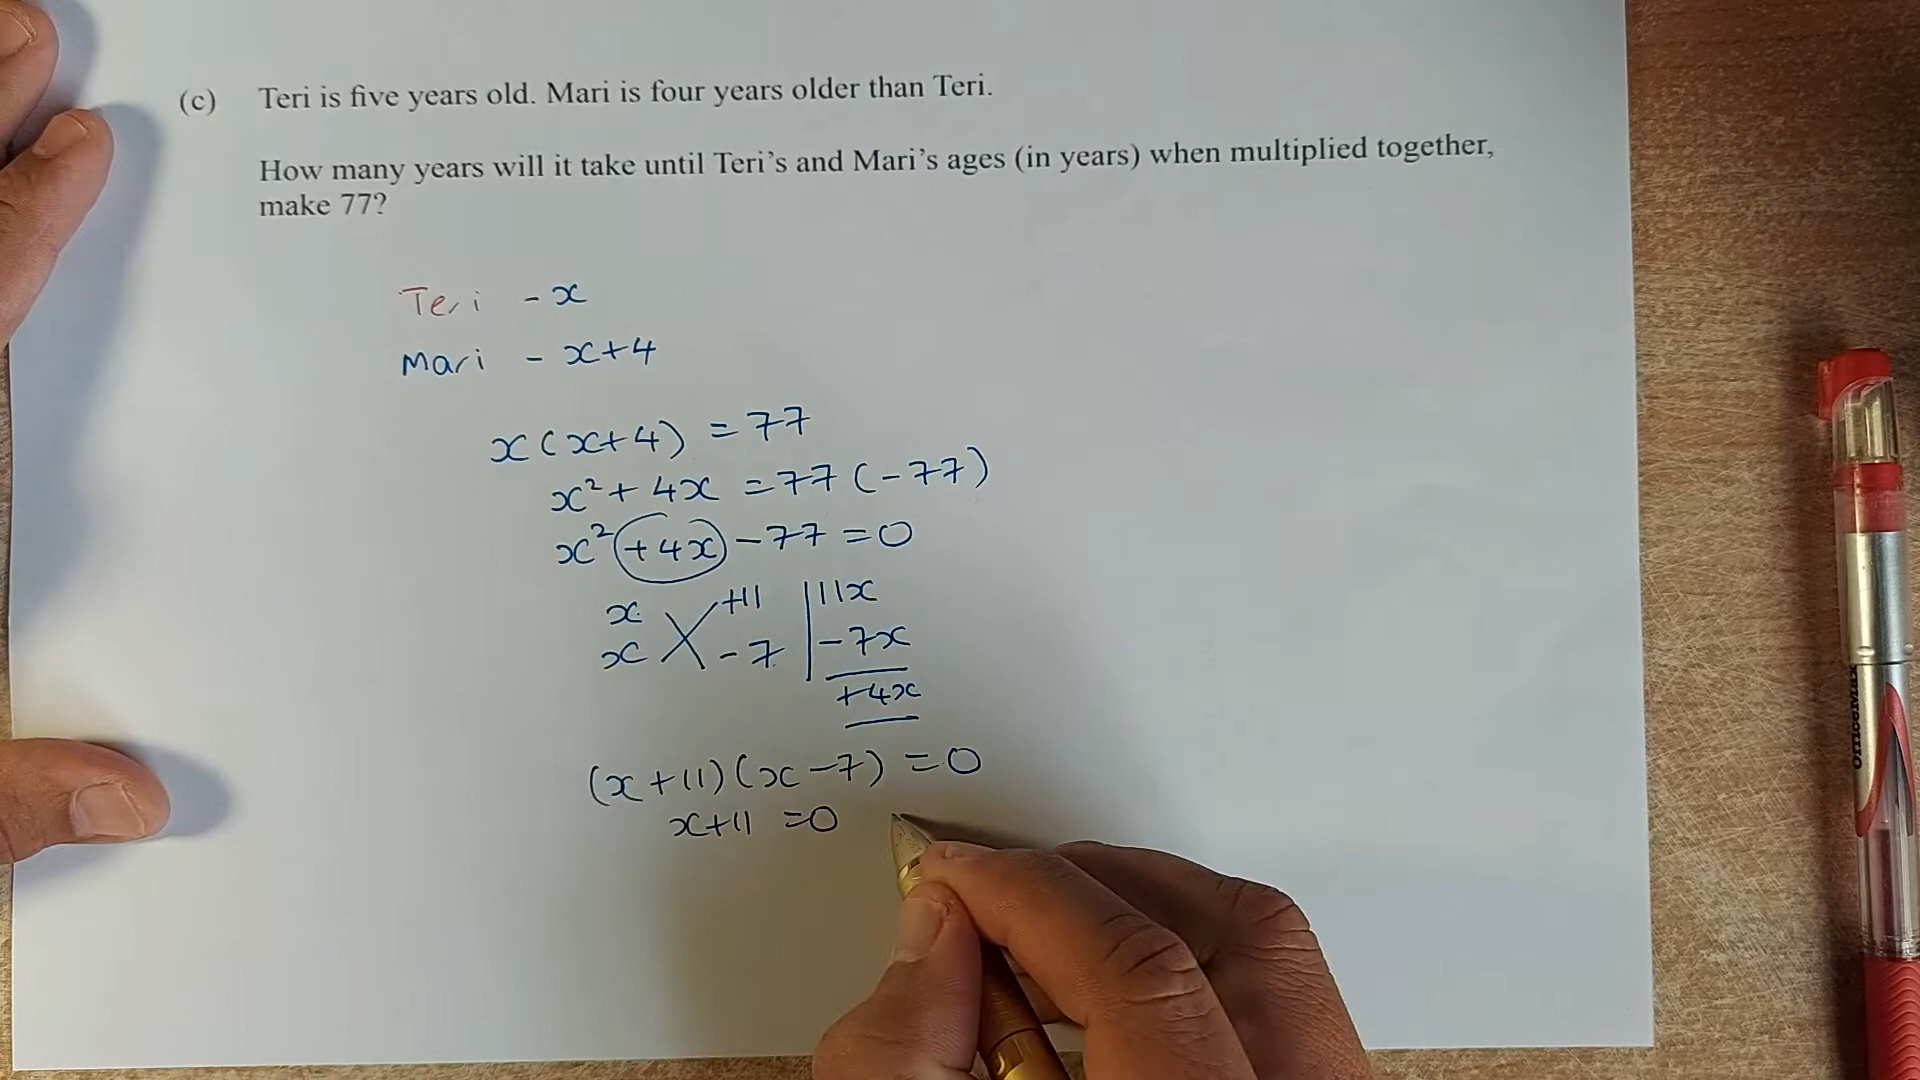 (c) Teri is five years old. Mari is four years older than Teri.
How many years will it take until Teri's and Mari's ages (in years) when multiplied together,
make 77?
Teri - x
Mari - x+4
x(x+4) = 77
x² + 4x = 77 (-77)
x² + 4x - 77 = 0
x +11 | 11x
x -7 | -7x
+4x
(x+11)(x-7) = 0
x+11 = 0
OfficeMax